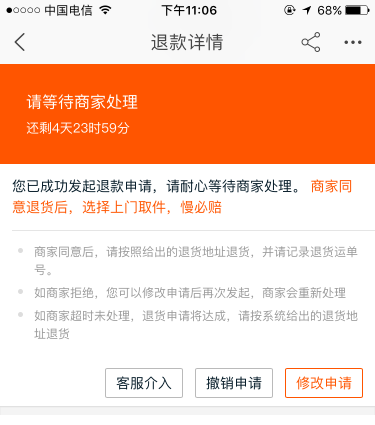 中国电信 下午11:06 68%
退款详情
请等待商家处理
还剩4天23时59分
您已成功发起退款申请，请耐心等待商家处理。 商家同
意退货后，选择上门取件，慢必赔
商家同意后，请按照给出的退货地址退货，并请记录退货运单
号。
如商家拒绝，您可以修改申请后再次发起，商家会重新处理
如商家超时未处理，退货申请将达成，请按系统给出的退货地
址退货
客服介入 撤销申请 修改申请